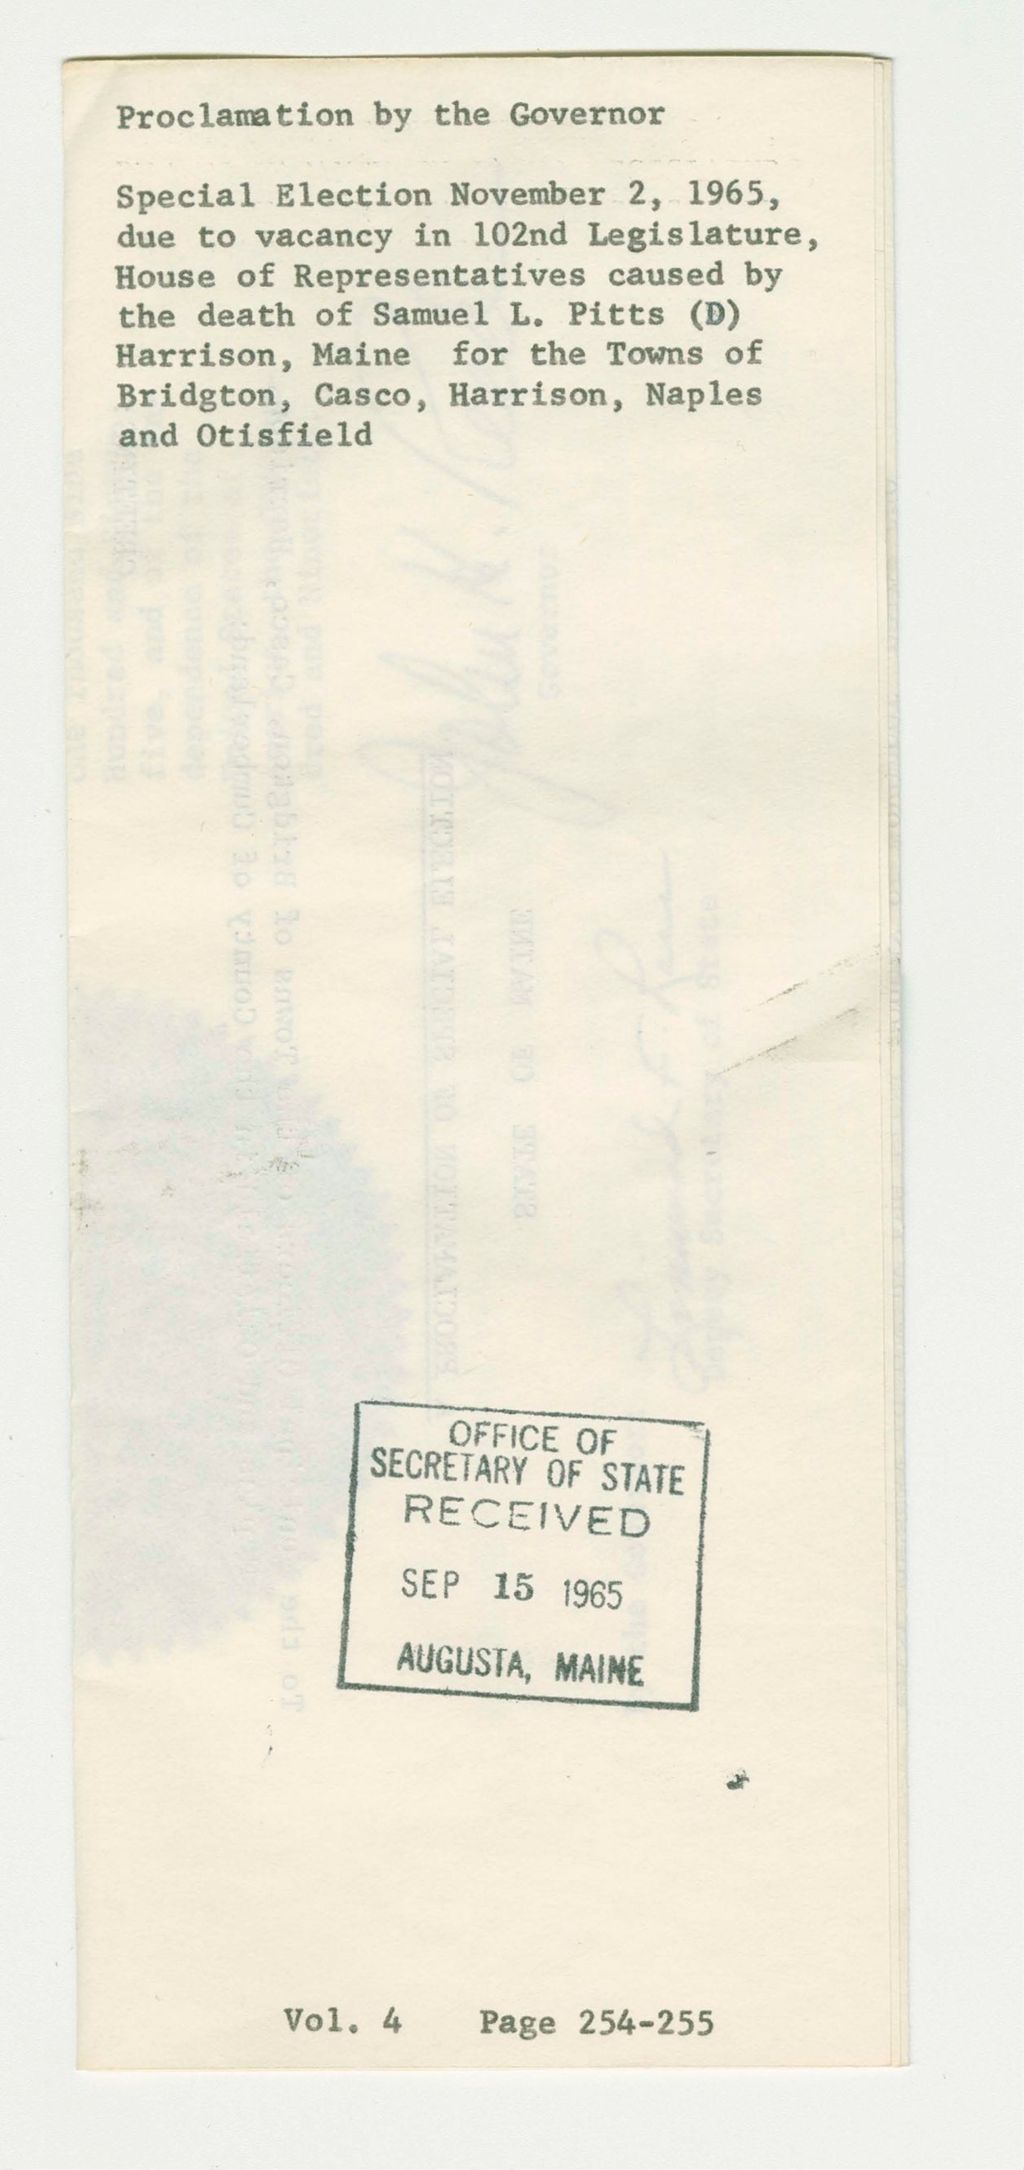 Proclamation by the Governor
Special Election November 2, 1965,
due to vacancy in 102nd Legislature,
House of Representatives caused by
the death of Samuel L. Pitts (D)
Harrison, Maine for the Towns of
Bridgton, Casco, Harrison, Naples
and Otisfield
OFFICE OF
SECRETARY OF STATE
RECEIVED
SEP 15 1965
AUGUSTA, MAINE
Vol. 4 Page 254-255